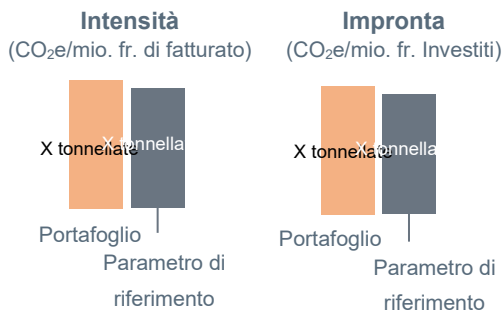 Intensità
(CO₂e/mio. fr. di fatturato)
X tonnellate
X tonnella
Portafoglio
Parametro di
riferimento
Impronta
(CO₂e/mio. fr. Investiti)
X tonnellate
X tonnella
Portafoglio
Parametro di
riferimento